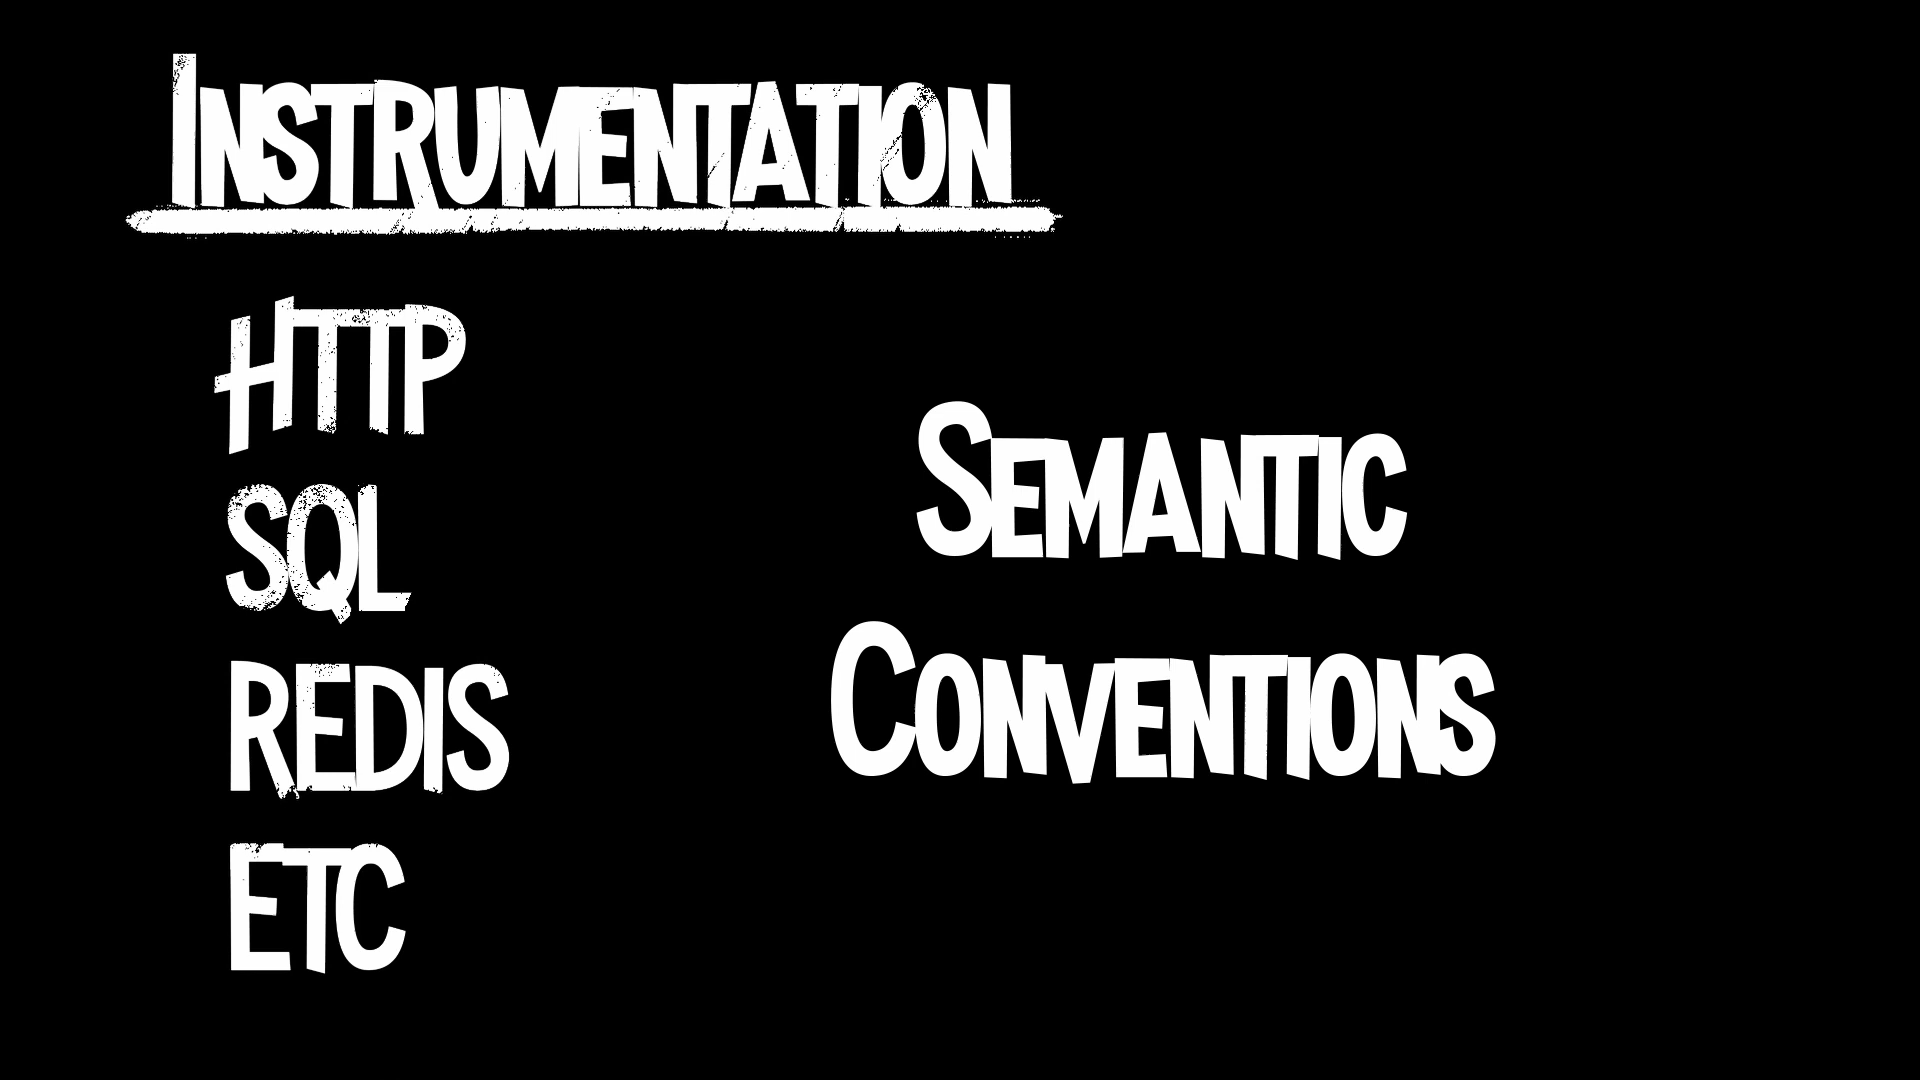 Instrumentation
HTTP
SQL
REDIS
ETC
Semantic
Conventions